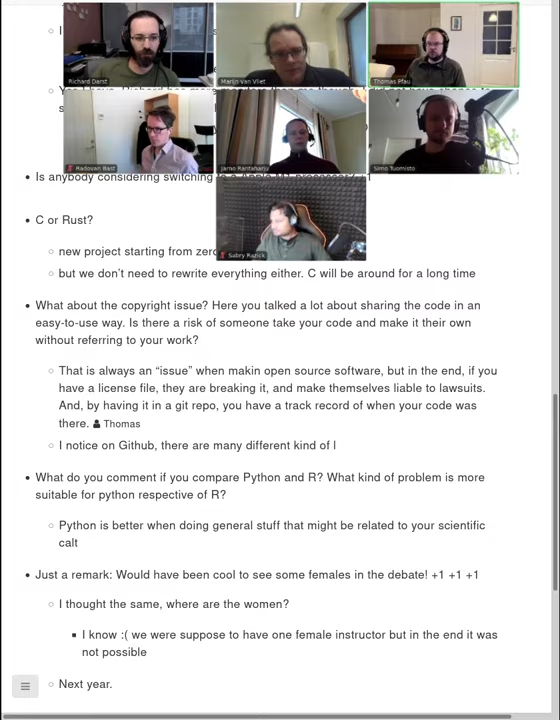 Richard Darst
Marijn van Vliet
Thomas Pfau
Radovan Bast
Jarno Rantaharju
Simo Tuomisto
Sabry Razick
Is anybody considering switching
C or Rust?
new project starting from zero
but we don't need to rewrite everything either. C will be around for a long time
What about the copyright issue? Here you talked a lot about sharing the code in an
easy-to-use way. Is there a risk of someone take your code and make it their own
without referring to your work?
That is always an “issue” when makin open source software, but in the end, if you
have a license file, they are breaking it, and make themselves liable to lawsuits.
And, by having it in a git repo, you have a track record of when your code was
there. Thomas
I notice on Github, there are many different kind of l
What do you comment if you compare Python and R? What kind of problem is more
suitable for python respective of R?
Python is better when doing general stuff that might be related to your scientific
calt
Just a remark: Would have been cool to see some females in the debate! +1 +1 +1
I thought the same, where are the women?
I know :( we were suppose to have one female instructor but in the end it was
not possible
Next year.